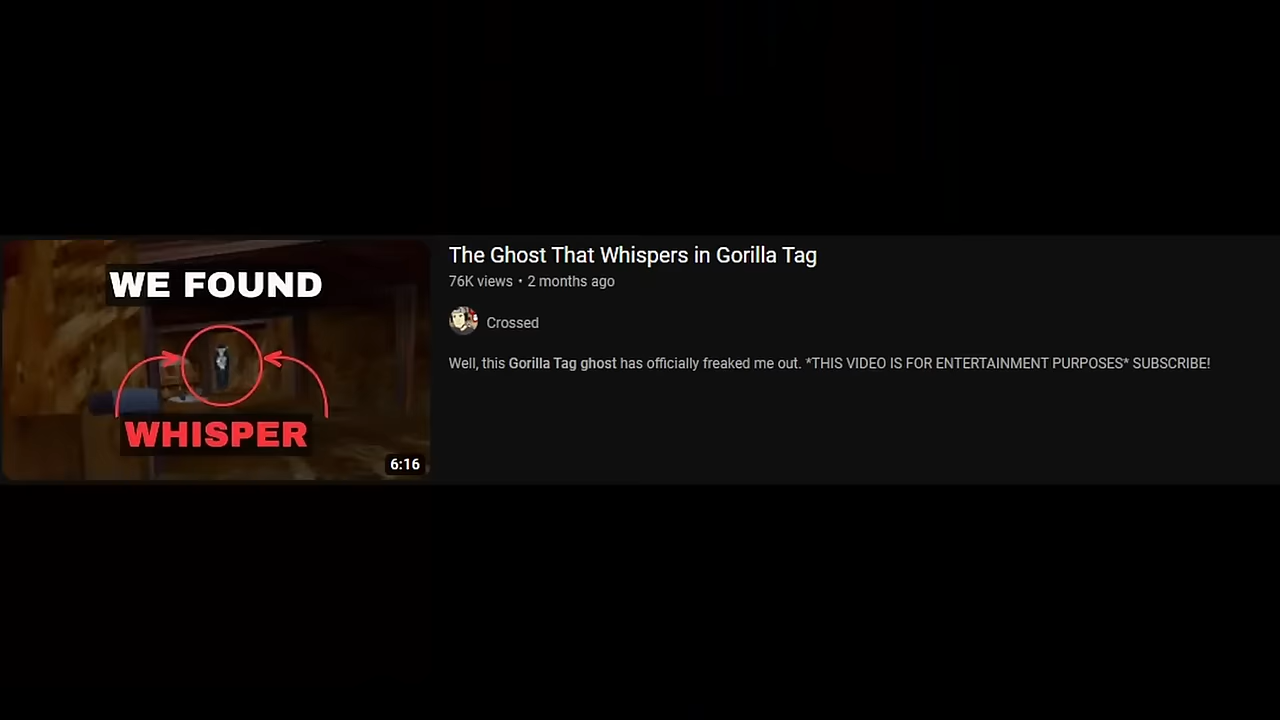 WE FOUND
WHISPER
6:16
The Ghost That Whispers in Gorilla Tag
76K views • 2 months ago
Crossed
Well, this Gorilla Tag ghost has officially freaked me out. *THIS VIDEO IS FOR ENTERTAINMENT PURPOSES* SUBSCRIBE!